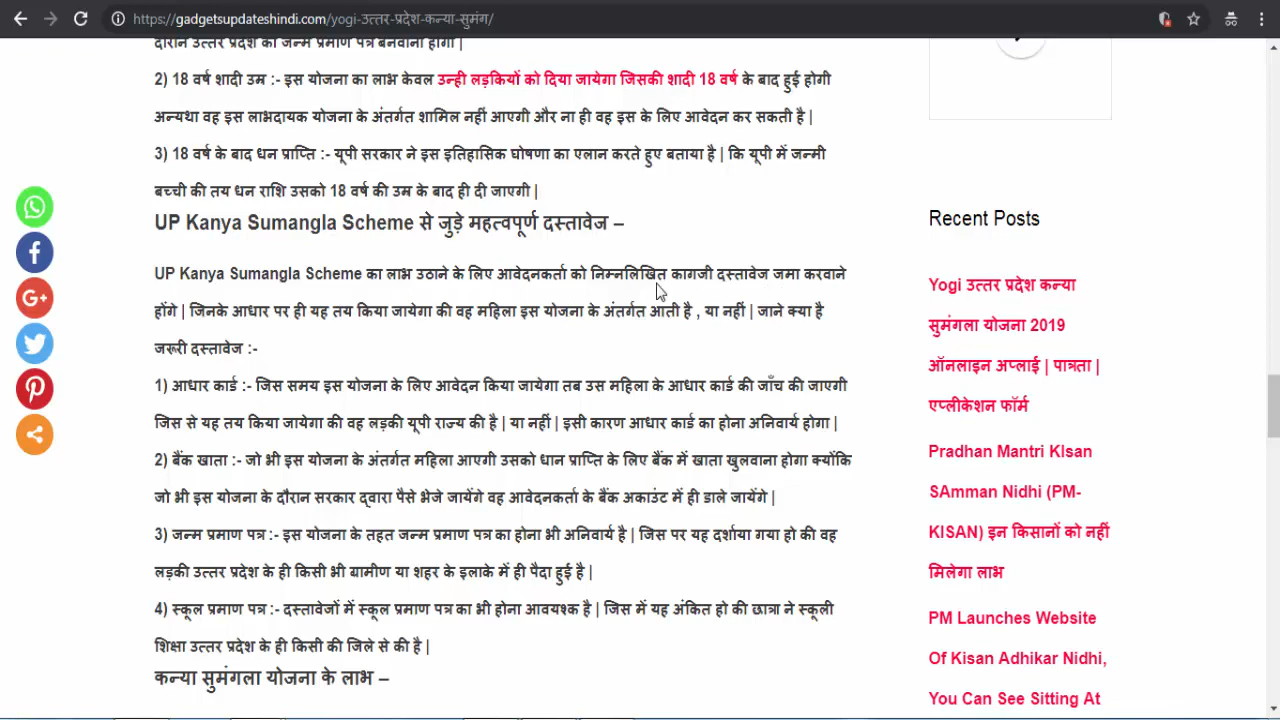 https://gadgetsupdateshindi.com/yogi-उत्तर-प्रदेश-कन्या-सुमंग/
दौरान उत्तर प्रदेश का जन्म प्रमाण पत्र बनवाना होगा |
2) 18 वर्ष शादी उम्र :- इस योजना का लाभ केवल उन्ही लड़कियों को दिया जायेगा जिसकी शादी 18 वर्ष के बाद हुई होगी
अन्यथा वह इस लाभदायक योजना के अंतर्गत शामिल नहीं आएगी और ना ही वह इस के लिए आवेदन कर सकती है |
3) 18 वर्ष के बाद धन प्राप्ति :- यूपी सरकार ने इस इतिहासिक घोषणा का एलान करते हुए बताया है | कि यूपी में जन्मी
बच्ची की तय धन राशि उसको 18 वर्ष की उम्र के बाद ही दी जाएगी |
UP Kanya Sumangla Scheme से जुड़े महत्वपूर्ण दस्तावेज –
UP Kanya Sumangla Scheme का लाभ उठाने के लिए आवेदनकर्ता को निम्नलिखित कागजी दस्तावेज जमा करवाने
होंगे | जिनके आधार पर ही यह तय किया जायेगा की वह महिला इस योजना के अंतर्गत आती है , या नहीं | जाने क्या है
जरूरी दस्तावेज :-
1) आधार कार्ड :- जिस समय इस योजना के लिए आवेदन किया जायेगा तब उस महिला के आधार कार्ड की जाँच की जाएगी
जिस से यह तय किया जायेगा की वह लड़की यूपी राज्य की है | या नहीं | इसी कारण आधार कार्ड का होना अनिवार्य होगा |
2) बैंक खाता :- जो भी इस योजना के अंतर्गत महिला आएगी उसको धान प्राप्ति के लिए बैंक में खाता खुलवाना होगा क्योंकि
जो भी इस योजना के दौरान सरकार द्वारा पैसे भेजे जायेंगे वह आवेदनकर्ता के बैंक अकाउंट में ही डाले जायेंगे |
3) जन्म प्रमाण पत्र :- इस योजना के तहत जन्म प्रमाण पत्र का होना भी अनिवार्य है | जिस पर यह दर्शाया गया हो की वह
लड़की उत्तर प्रदेश के ही किसी भी ग्रामीण या शहर के इलाके में ही पैदा हुई है |
4) स्कूल प्रमाण पत्र :- दस्तावेजों में स्कूल प्रमाण पत्र का भी होना आवयश्क है | जिस में यह अंकित हो की छात्रा ने स्कूली
शिक्षा उत्तर प्रदेश के ही किसी की जिले से की है |
कन्या सुमंगला योजना के लाभ –
Recent Posts
Yogi उत्तर प्रदेश कन्या
सुमंगला योजना 2019
ऑनलाइन अप्लाई | पात्रता |
एप्लीकेशन फॉर्म
Pradhan Mantri KIsan
SAmman Nidhi (PM-
KISAN) इन किसानों को नहीं
मिलेगा लाभ
PM Launches Website
Of Kisan Adhikar Nidhi,
You Can See Sitting At